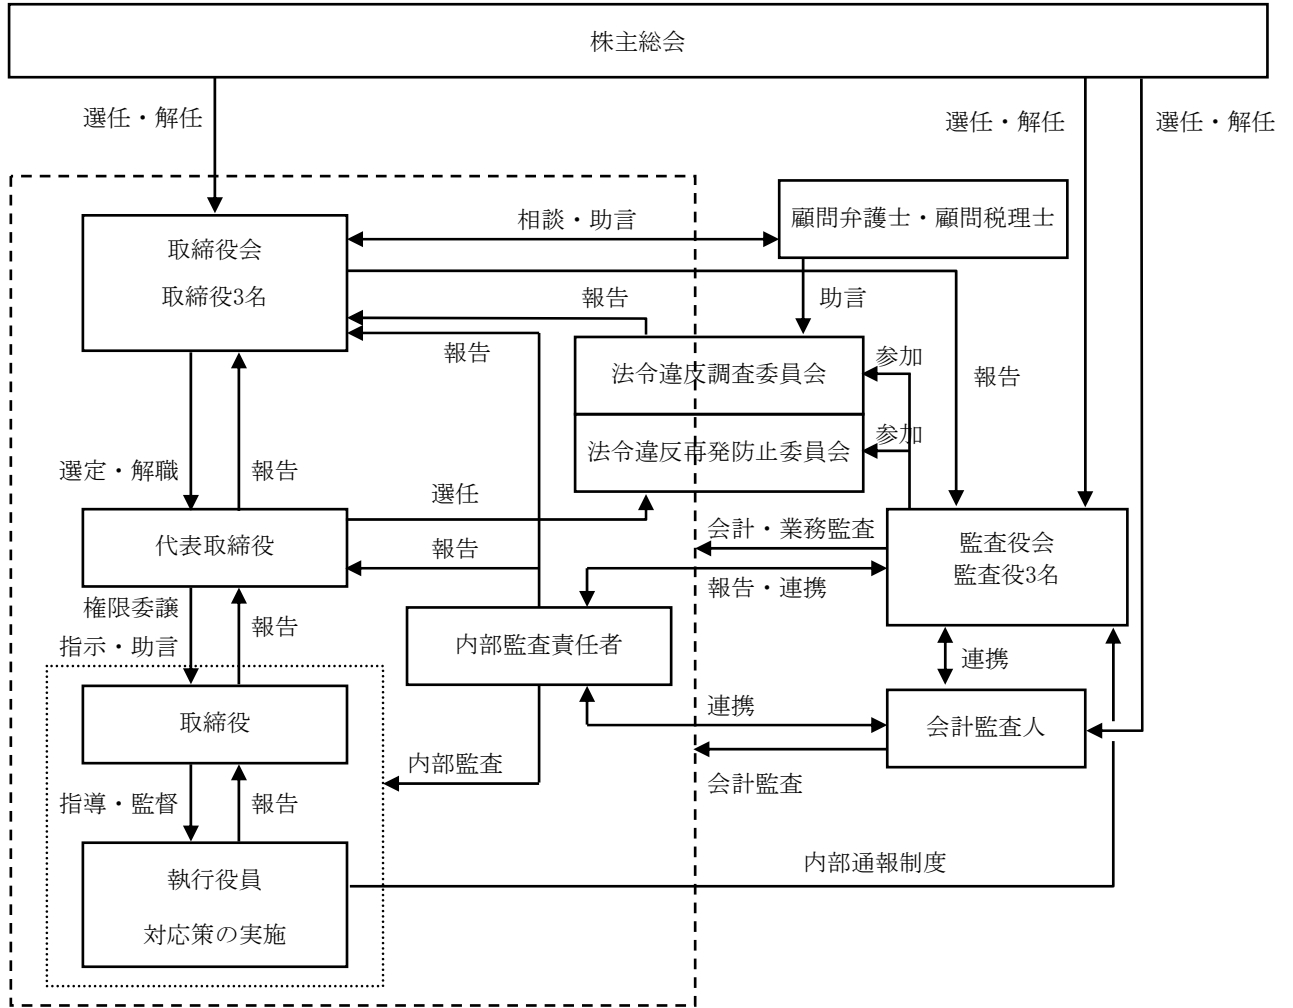 株主総会
選任・解任
選任・解任
選任・解任
顧問弁護士・顧問税理士
相談・助言
取締役会
取締役3名
報告
助言
報告
法令違反調査委員会
参加
報告
法令違反再発防止委員会
参加
選定・解職
報告
選任
代表取締役
報告
会計・業務監査
監査役会
監査役3名
報告・連携
権限委譲
報告
指示・助言
内部監査責任者
連携
取締役
連携
会計監査人
内部監査
会計監査
指導・監督
報告
内部通報制度
執行役員
対応策の実施